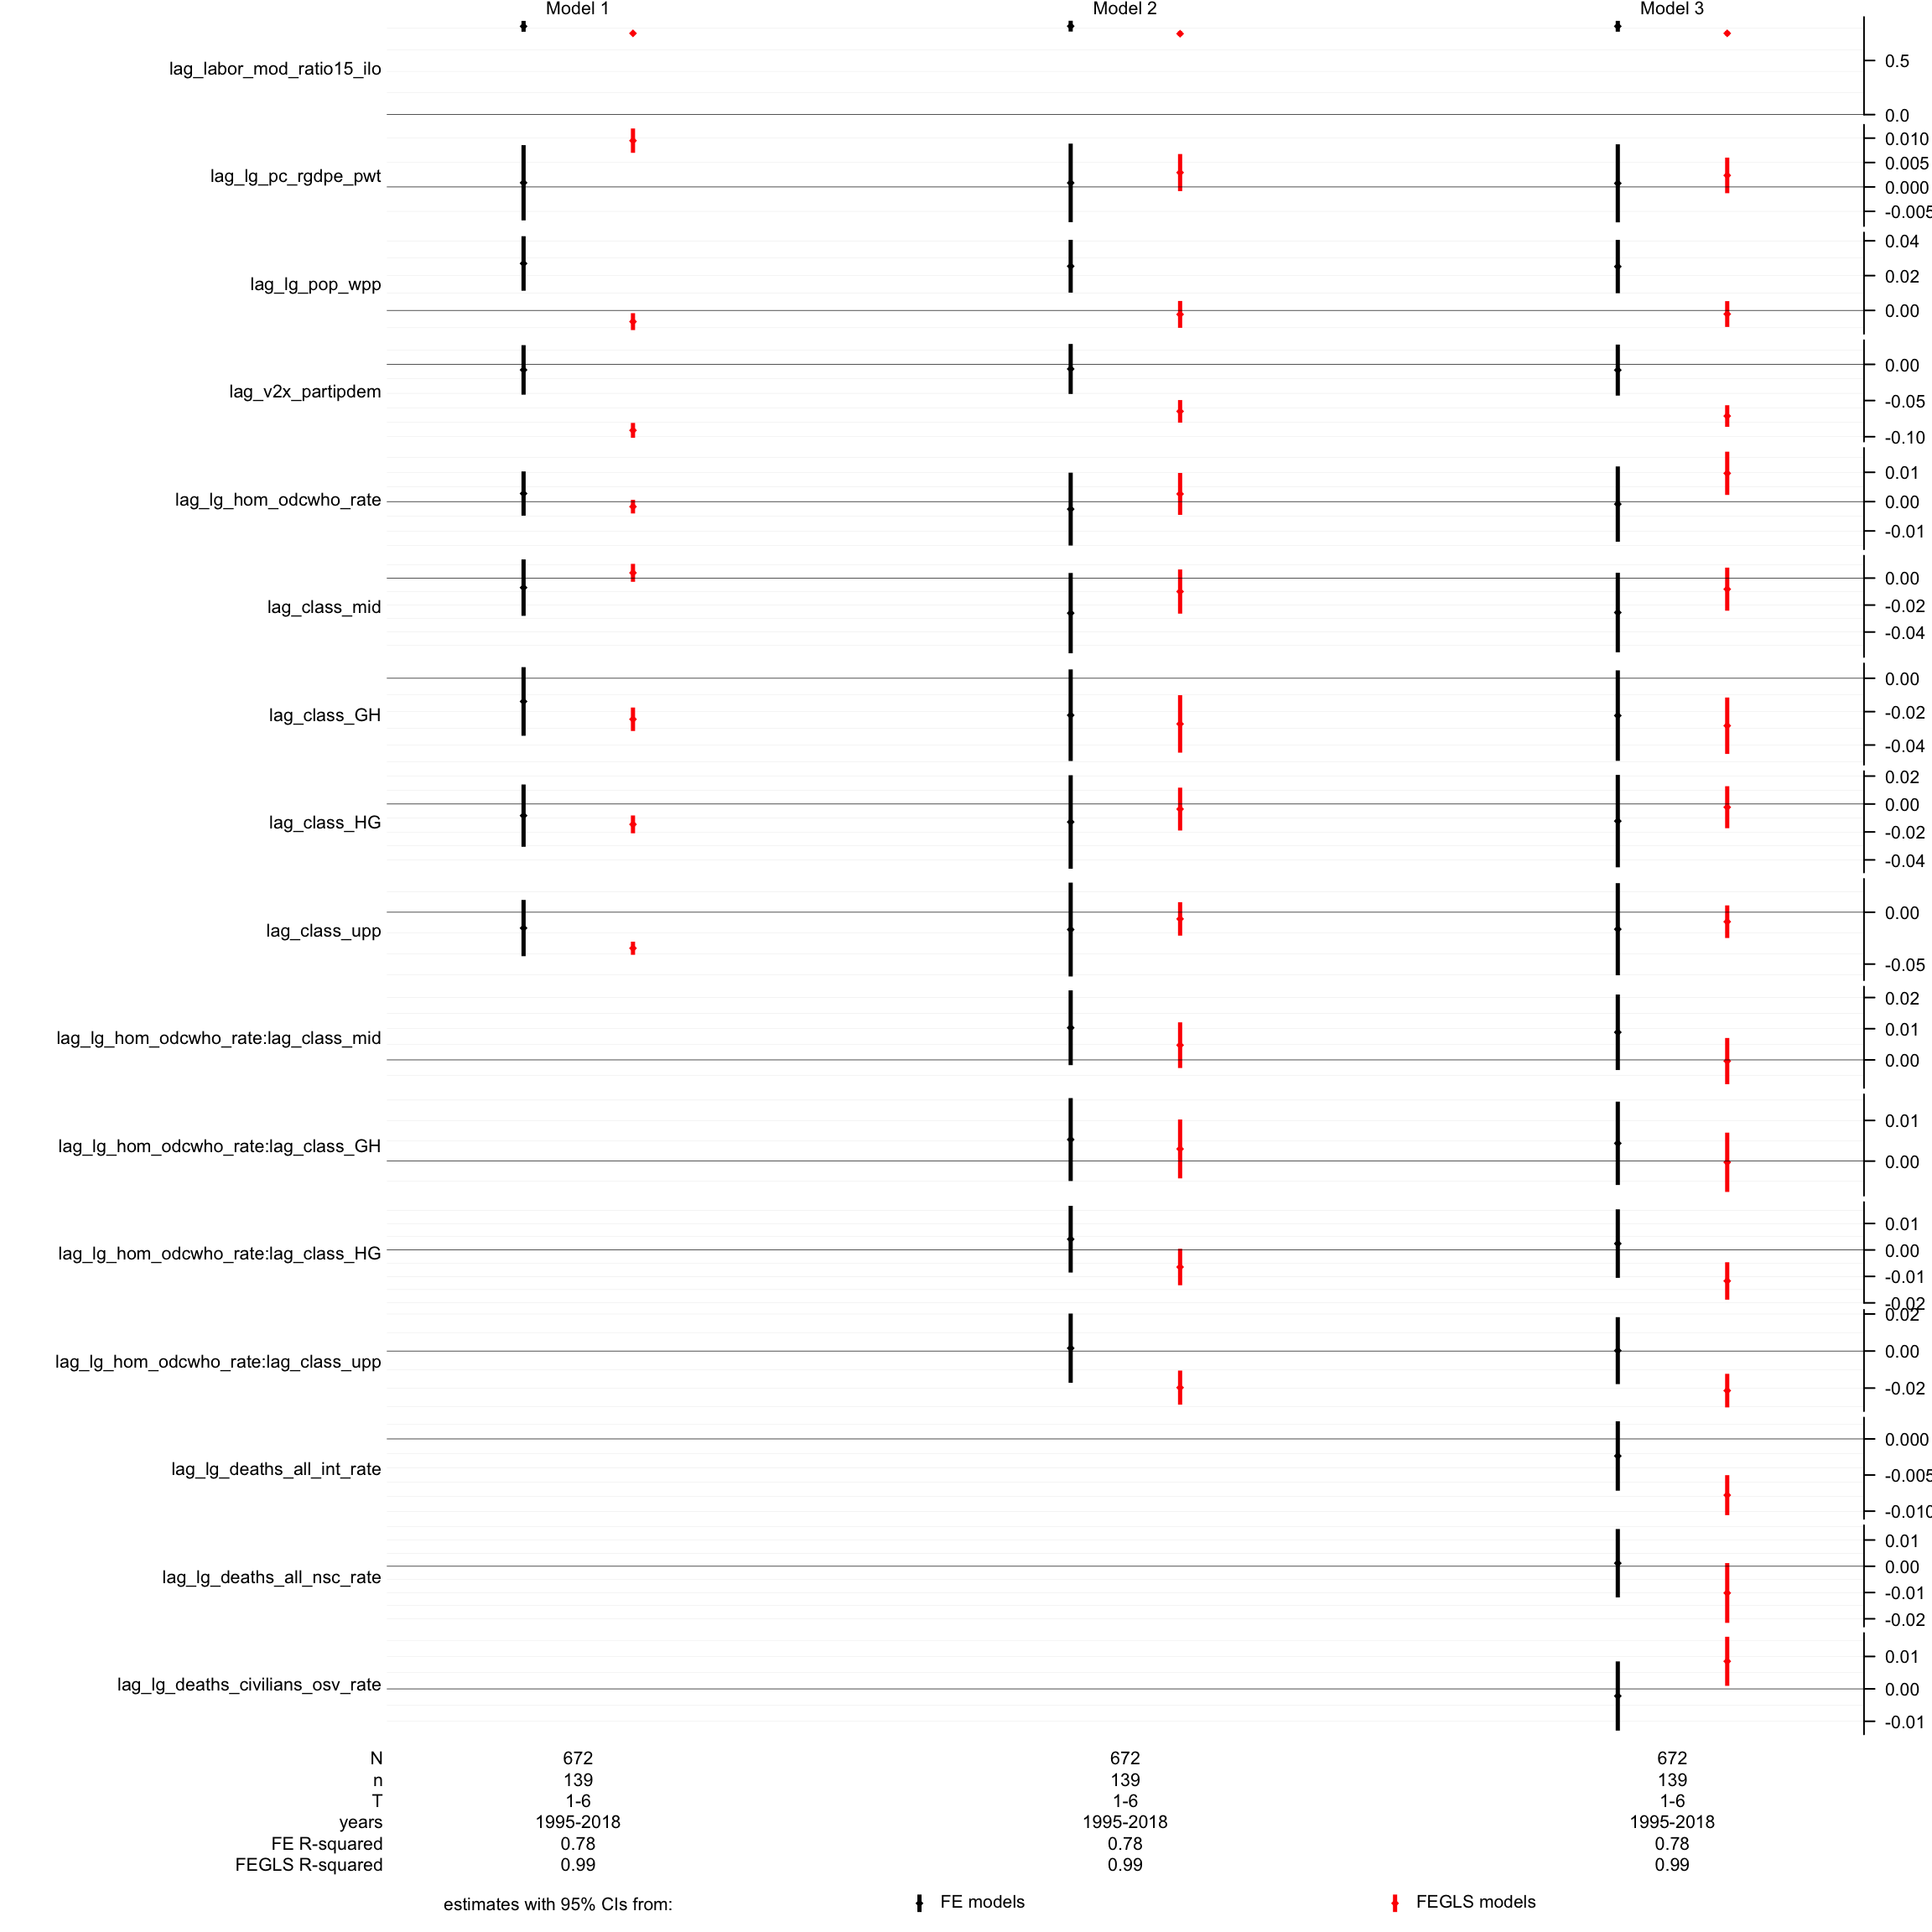 Model 1 Model 2 Model 3
lag_labor_mod_ratio15_ilo
0.5
0.0
lag_lg_pc_rgdpe_pwt
0.010
0.005
0.000
-0.005
lag_lg_pop_wpp
0.04
0.02
0.00
lag_v2x_partipdem
0.00
-0.05
-0.10
lag_lg_hom_odcwho_rate
0.01
0.00
-0.01
lag_class_mid
0.00
-0.02
-0.04
lag_class_GH
0.00
-0.02
-0.04
lag_class_HG
0.02
0.00
-0.02
-0.04
lag_class_upp
0.00
-0.05
lag_lg_hom_odcwho_rate:lag_class_mid
0.02
0.01
0.00
lag_lg_hom_odcwho_rate:lag_class_GH
0.01
0.00
lag_lg_hom_odcwho_rate:lag_class_HG
0.01
0.00
-0.01
-0.02
lag_lg_hom_odcwho_rate:lag_class_upp
0.02
0.00
-0.02
lag_lg_deaths_all_int_rate
0.000
-0.005
-0.010
lag_lg_deaths_all_nsc_rate
0.01
0.00
-0.01
-0.02
lag_lg_deaths_civilians_osv_rate
0.01
0.00
-0.01
N 672 672 672
n 139 139 139
T 1-6 1-6 1-6
years 1995-2018 1995-2018 1995-2018
FE R-squared 0.78 0.78 0.78
FEGLS R-squared 0.99 0.99 0.99
estimates with 95% CIs from: FE models FEGLS models